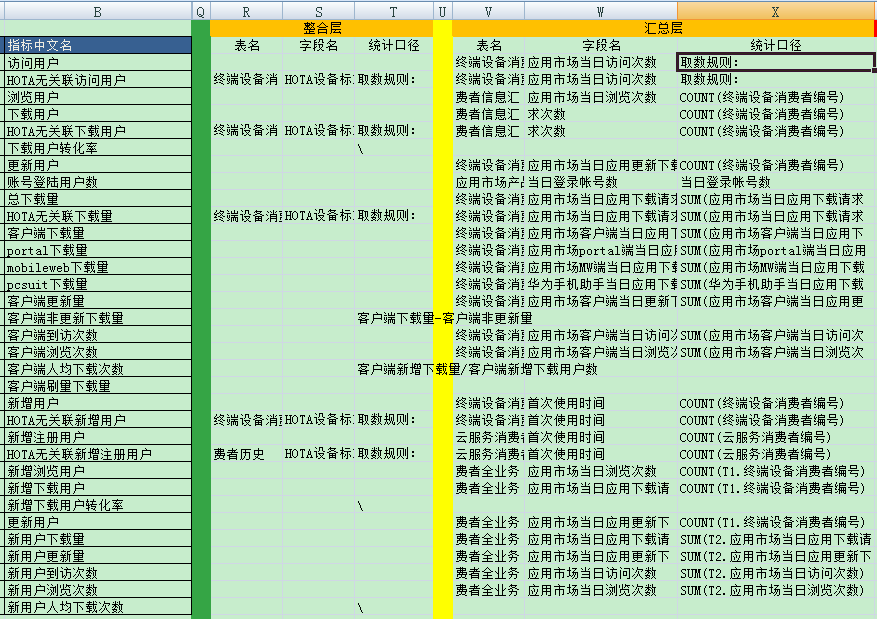 B Q R S T U V W X
整合层 汇总层
指标中文名 表名 字段名 统计口径 表名 字段名 统计口径
访问用户 终端设备消 应用市场当日访问次数 取数规则:
HOTA无关联访问用户 终端设备消 HOTA设备标 取数规则: 终端设备消 应用市场当日访问次数 取数规则:
浏览用户 费者信息汇 应用市场当日浏览次数 COUNT(终端设备消费者编号)
下载用户 费者信息汇 求次数 COUNT(终端设备消费者编号)
HOTA无关联下载用户 终端设备消 HOTA设备标 取数规则: 费者信息汇 求次数 COUNT(终端设备消费者编号)
下载用户转化率 \
更新用户 终端设备消 应用市场当日应用更新下 COUNT(终端设备消费者编号)
账号登陆用户数 应用市场产 当日登录帐号数 当日登录帐号数
总下载量 终端设备消 应用市场当日应用下载请求 SUM(应用市场当日应用下载请求
HOTA无关联下载量 终端设备消 HOTA设备标 取数规则: 终端设备消 应用市场当日应用下载请求 SUM(应用市场当日应用下载请求
客户端下载量 终端设备消 应用市场客户端当日应用下 SUM(应用市场客户端当日应用下
portal下载量 终端设备消 应用市场portal端当日应 SUM(应用市场portal端当日应用
mobileweb下载量 终端设备消 应用市场MW端当日应用下载 SUM(应用市场MW端当日应用下载
pcsuit下载量 终端设备消 华为手机助手当日应用下载 SUM(华为手机助手当日应用下载
客户端更新量 终端设备消 应用市场客户端当日更新下 SUM(应用市场客户端当日应用更
客户端非更新下载量 客户端下载量-客户端非更新量
客户端到访次数 终端设备消 应用市场客户端当日访问次 SUM(应用市场客户端当日访问次
客户端浏览次数 终端设备消 应用市场客户端当日浏览次 SUM(应用市场客户端当日浏览次
客户端人均下载次数 客户端新增下载量/客户端新增下载用户数
客户端刷量下载量
新增用户 终端设备消 首次使用时间 COUNT(终端设备消费者编号)
HOTA无关联新增用户 终端设备消 HOTA设备标 取数规则: 终端设备消 首次使用时间 COUNT(终端设备消费者编号)
新增注册用户 云服务消费者 首次使用时间 COUNT(云服务消费者编号)
HOTA无关联新增注册用户 费者历史 HOTA设备标 取数规则: 云服务消费者 首次使用时间 COUNT(云服务消费者编号)
新增浏览用户 费者全业务 应用市场当日浏览次数 COUNT(T1.终端设备消费者编号)
新增下载用户 费者全业务 应用市场当日应用下载请 COUNT(T1.终端设备消费者编号)
新增下载用户转化率 \
更新用户 费者全业务 应用市场当日应用更新下 COUNT(T1.终端设备消费者编号)
新用户下载量 费者全业务 应用市场当日应用下载请 SUM(T2.应用市场当日应用下载请
新用户更新量 费者全业务 应用市场当日应用更新下 SUM(T2.应用市场当日应用更新下
新用户到访次数 费者全业务 应用市场当日访问次数 SUM(T2.应用市场当日访问次数)
新用户浏览次数 费者全业务 应用市场当日浏览次数 SUM(T2.应用市场当日浏览次数)
新用户人均下载次数 \